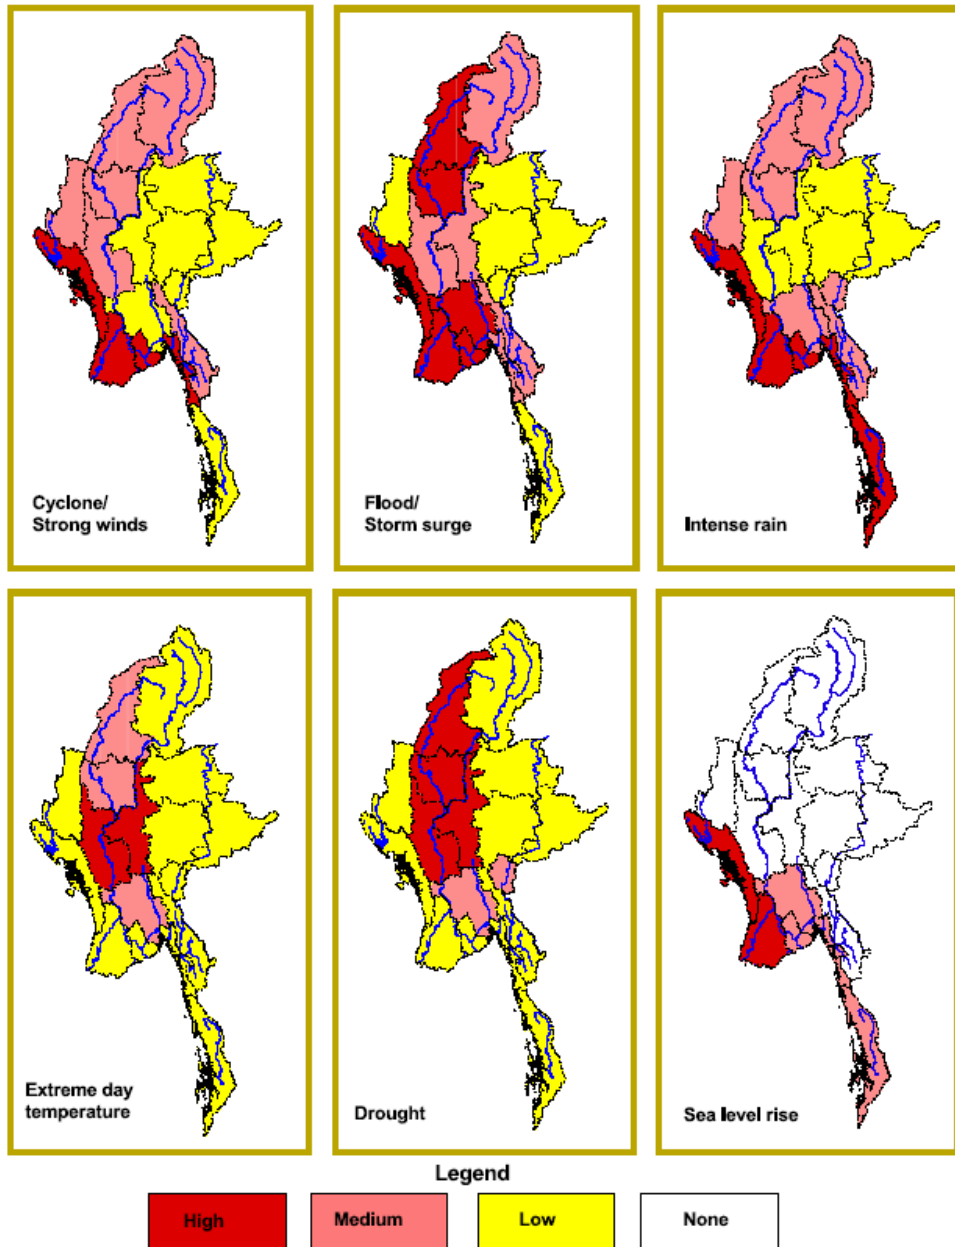 Cyclone/
Strong winds
Flood/
Storm surge
Intense rain
Extreme day
temperature
Drought
Sea level rise
Legend
High
Medium
Low
None